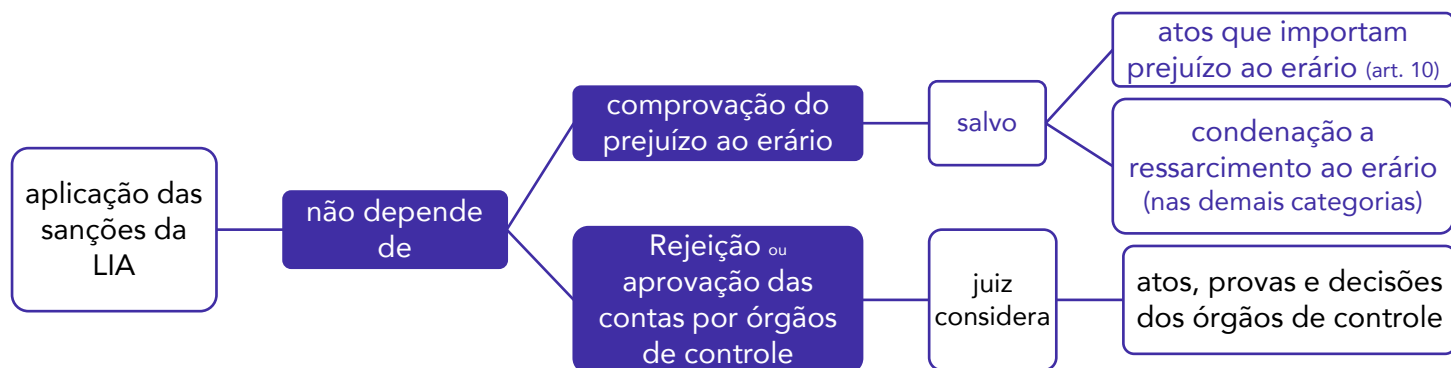 aplicação das
sanções da
LIA
não depende
de
comprovação do
prejuízo ao erário
salvo
atos que importam
prejuízo ao erário (art. 10)
condenação a
ressarcimento ao erário
(nas demais categorias)
Rejeição ou
aprovação das
contas por órgãos
de controle
juiz
considera
atos, provas e decisões
dos órgãos de controle